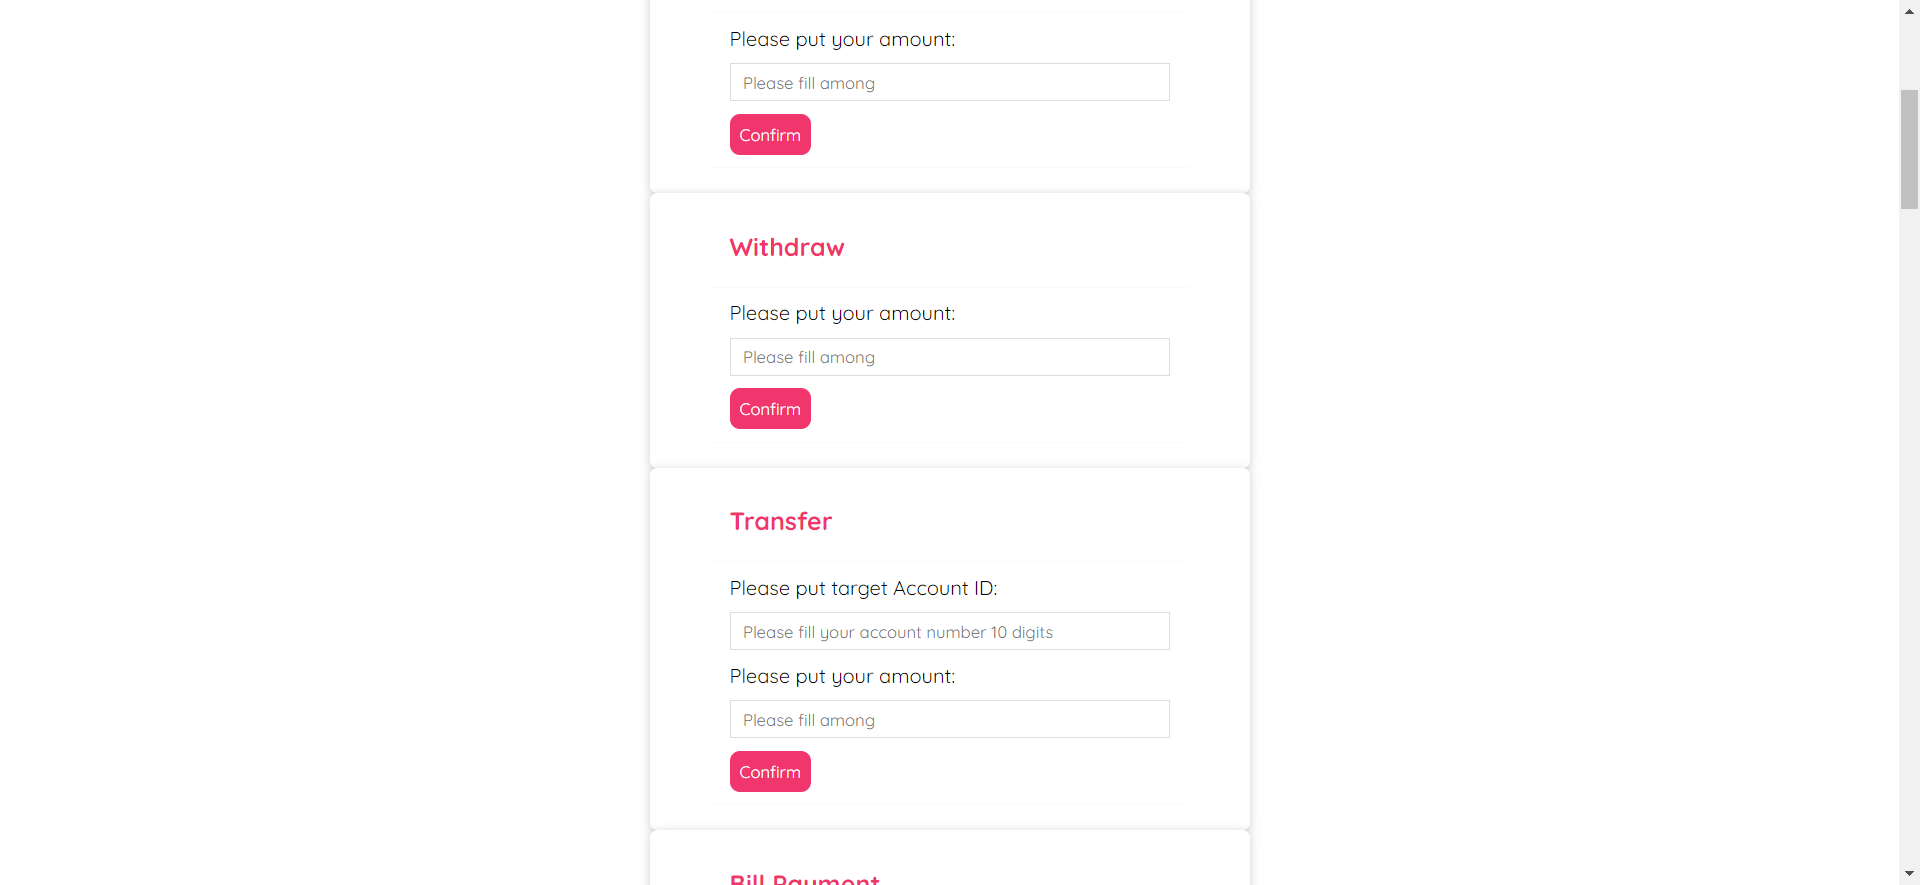 Please put your amount:
Please fill among
Confirm
Withdraw
Please put your amount:
Please fill among
Confirm
Transfer
Please put target Account ID:
Please fill your account number 10 digits
Please put your amount:
Please fill among
Confirm
Bill Payment